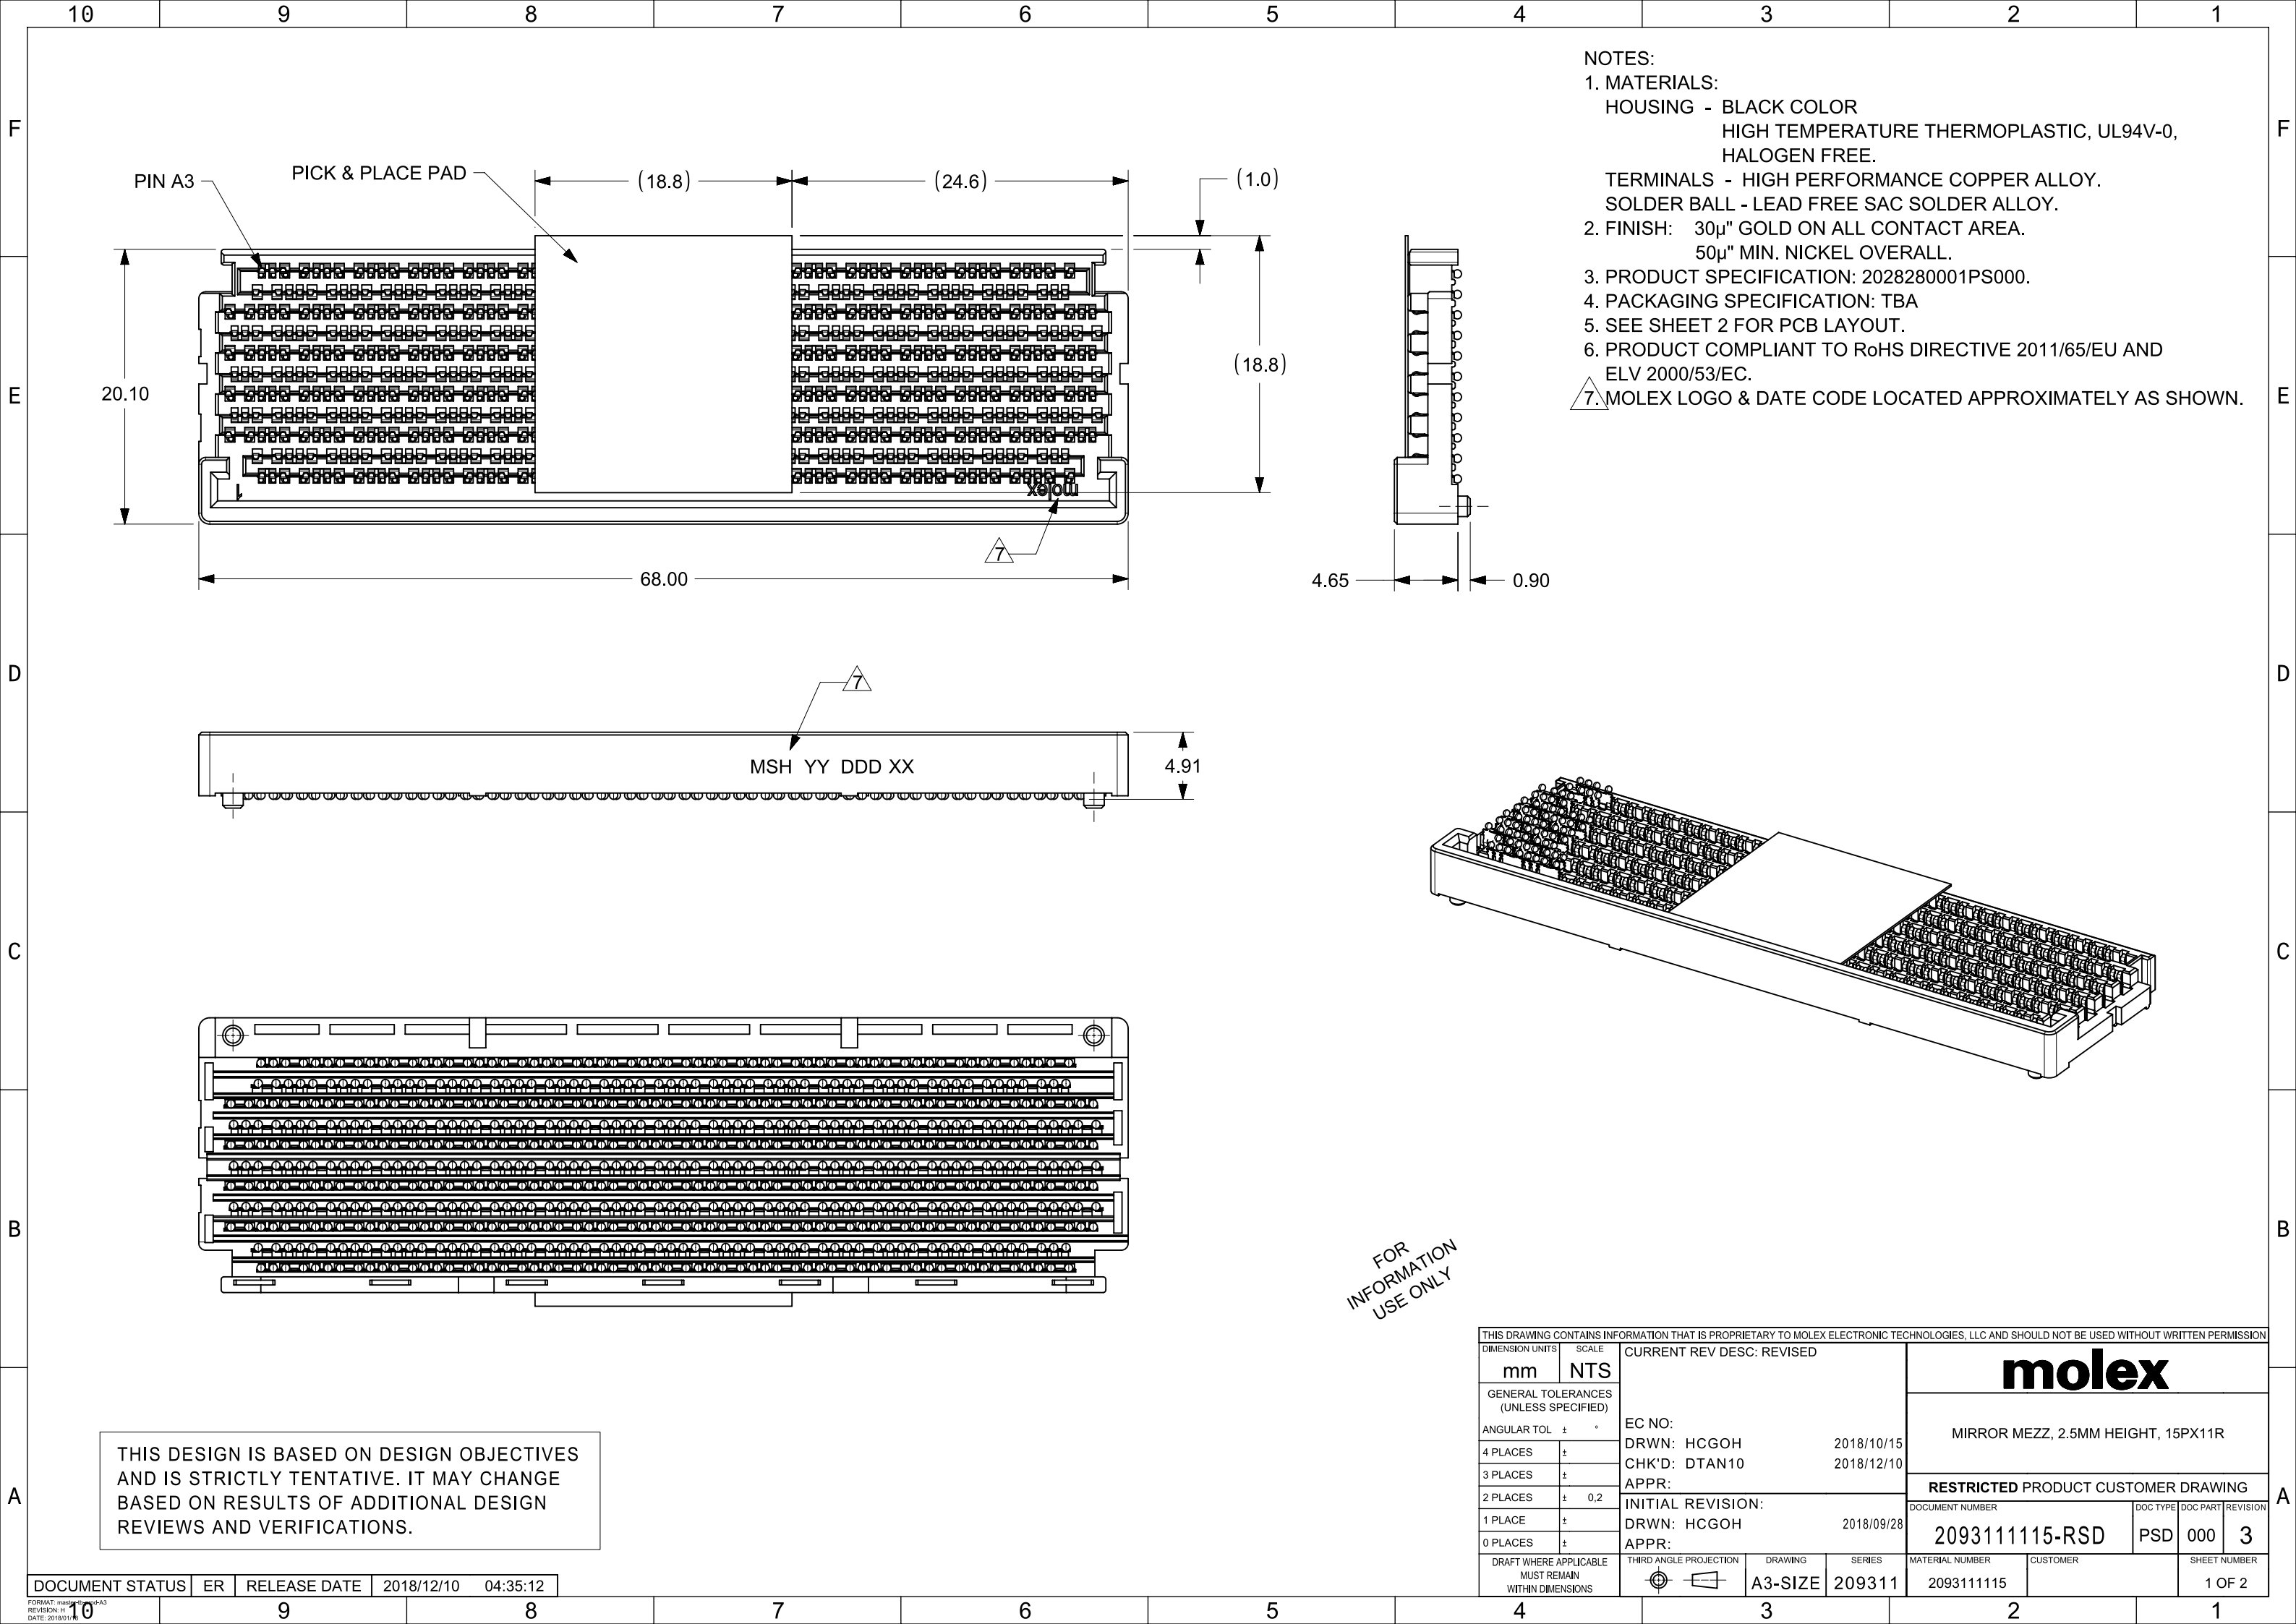 10 9 8 7 6 5 4 3 2 1
F F
E E
D D
C C
B B
A A
NOTES:
1. MATERIALS:
HOUSING - BLACK COLOR
HIGH TEMPERATURE THERMOPLASTIC, UL94V-0,
HALOGEN FREE.
TERMINALS - HIGH PERFORMANCE COPPER ALLOY.
SOLDER BALL - LEAD FREE SAC SOLDER ALLOY.
2. FINISH: 30µ" GOLD ON ALL CONTACT AREA.
50µ" MIN. NICKEL OVERALL.
3. PRODUCT SPECIFICATION: 2028280001PS000.
4. PACKAGING SPECIFICATION: TBA
5. SEE SHEET 2 FOR PCB LAYOUT.
6. PRODUCT COMPLIANT TO RoHS DIRECTIVE 2011/65/EU AND
ELV 2000/53/EC.
7. MOLEX LOGO & DATE CODE LOCATED APPROXIMATELY AS SHOWN.
PIN A3
PICK & PLACE PAD
(18.8)
(24.6)
(1.0)
20.10
(18.8)
1
molex
7
68.00
4.65
0.90
7
MSH YY DDD XX
4.91
FOR
INFORMATION
USE ONLY
THIS DESIGN IS BASED ON DESIGN OBJECTIVES
AND IS STRICTLY TENTATIVE. IT MAY CHANGE
BASED ON RESULTS OF ADDITIONAL DESIGN
REVIEWS AND VERIFICATIONS.
DOCUMENT STATUS ER RELEASE DATE 2018/12/10 04:35:12
REVISION: H
THIS DRAWING CONTAINS INFORMATION THAT IS PROPRIETARY TO MOLEX ELECTRONIC TECHNOLOGIES, LLC AND SHOULD NOT BE USED WITHOUT WRITTEN PERMISSION
DIMENSION UNITS SCALE
mm NTS
GENERAL TOLERANCES
(UNLESS SPECIFIED)
ANGULAR TOL ± °
4 PLACES ±
3 PLACES ±
2 PLACES ± 0,2
1 PLACE ±
0 PLACES ±
DRAFT WHERE APPLICABLE
MUST REMAIN
WITHIN DIMENSIONS
CURRENT REV DESC: REVISED
EC NO:
DRWN: HCGOH 2018/10/15
CHK'D: DTAN10 2018/12/10
APPR:
INITIAL REVISION:
DRWN: HCGOH 2018/09/28
APPR:
THIRD ANGLE PROJECTION
DRAWING
A3-SIZE
SERIES
209311
molex
MIRROR MEZZ, 2.5MM HEIGHT, 15PX11R
RESTRICTED PRODUCT CUSTOMER DRAWING
DOCUMENT NUMBER DOC TYPE DOC PART REVISION
2093111115-RSD PSD 000 3
MATERIAL NUMBER CUSTOMER SHEET NUMBER
2093111115 1 OF 2
10 9 8 7 6 5 4 3 2 1